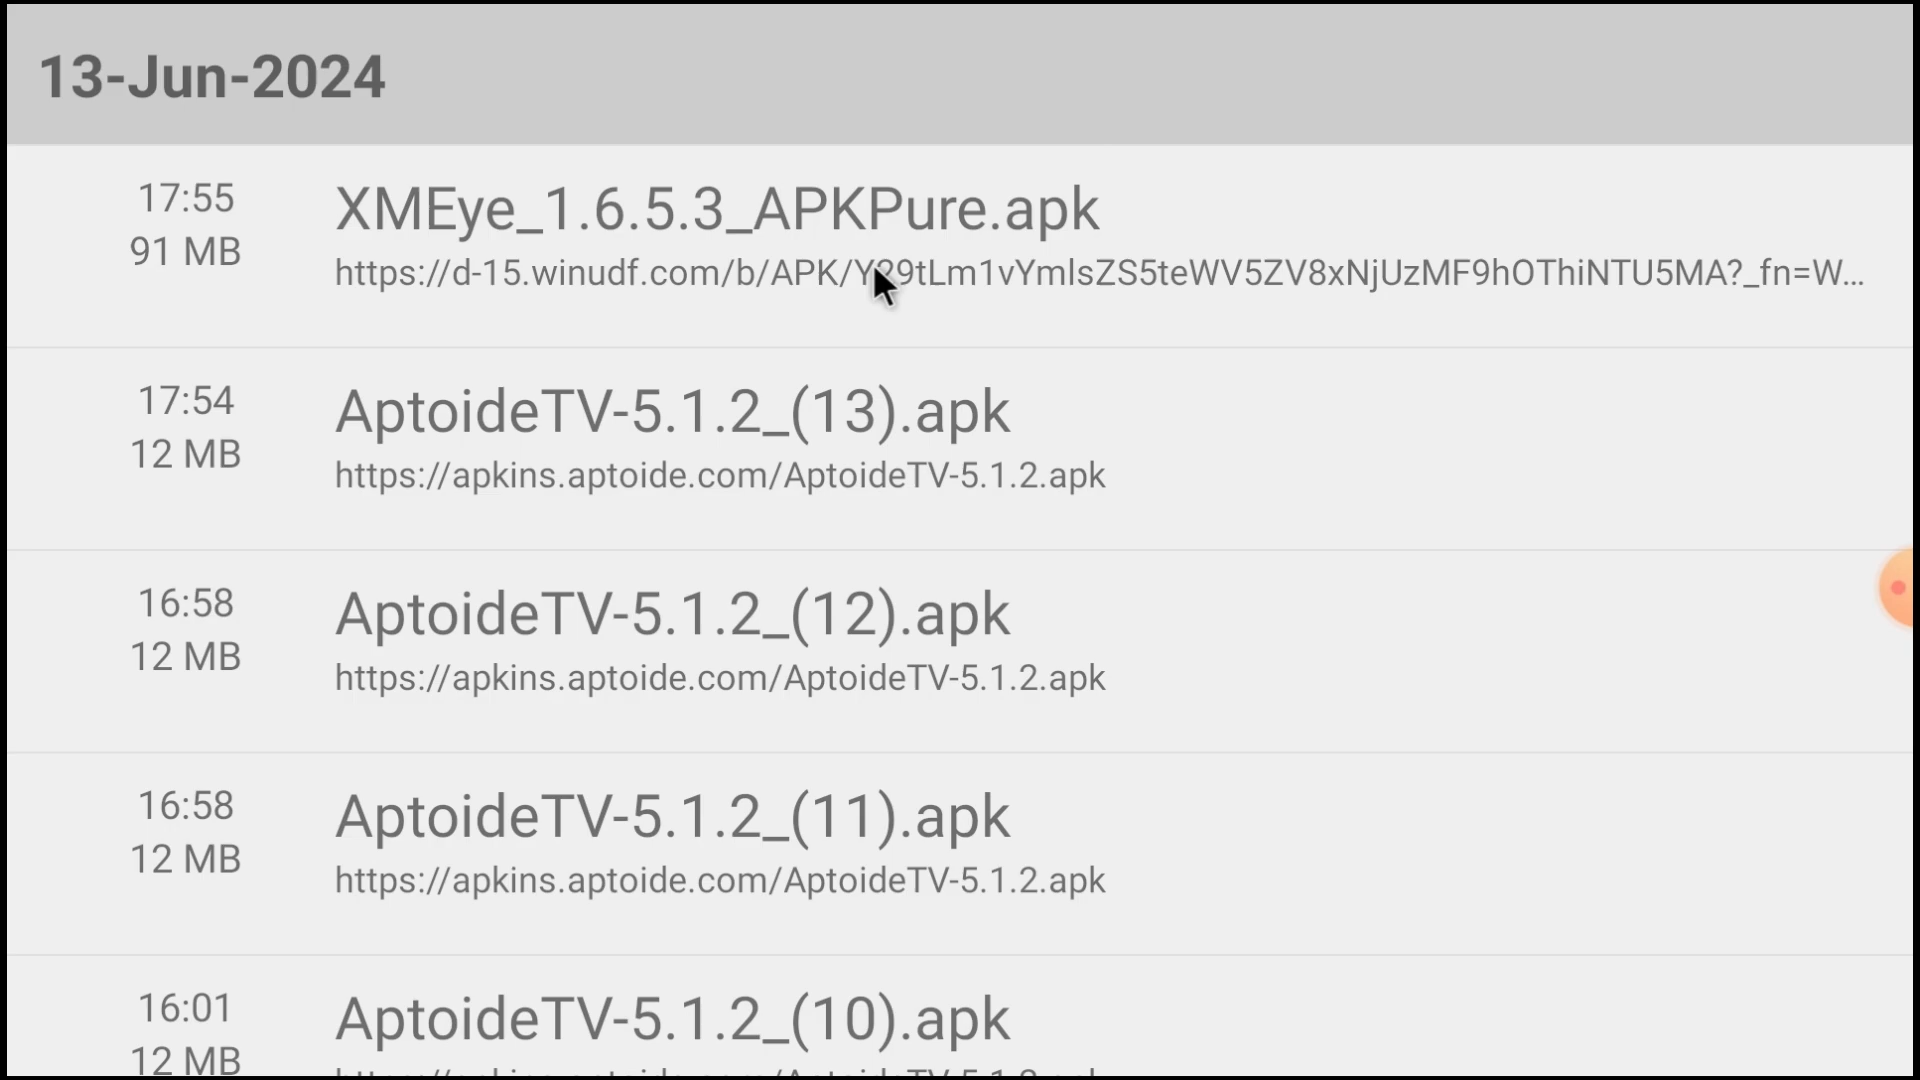 13-Jun-2024
17:55
91 MB
XMEye_1.6.5.3_APKPure.apk
https://d-15.winudf.com/b/APK/Y29tLm1vYmlsZS5teWV5ZV8xNjUzMF9hOThiNTU5MA?_fn=W...
17:54
12 MB
AptoideTV-5.1.2_(13).apk
https://apkins.aptoide.com/AptoideTV-5.1.2.apk
16:58
12 MB
AptoideTV-5.1.2_(12).apk
https://apkins.aptoide.com/AptoideTV-5.1.2.apk
16:58
12 MB
AptoideTV-5.1.2_(11).apk
https://apkins.aptoide.com/AptoideTV-5.1.2.apk
16:01
12 MB
AptoideTV-5.1.2_(10).apk